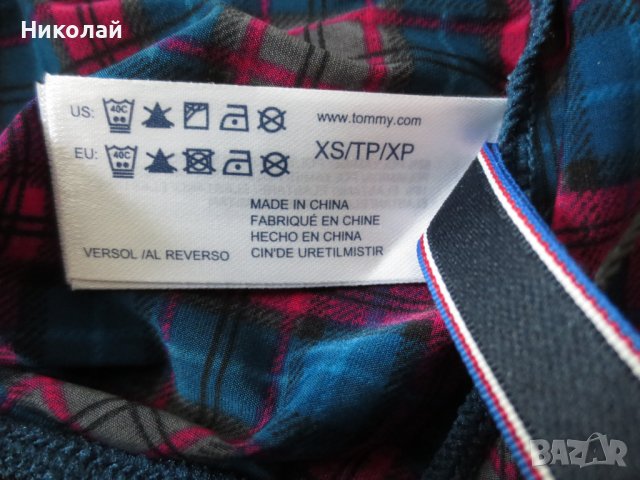 Николай
US: 40C www.tommy.com
EU: 40C XS/TP/XP
MADE IN CHINA
FABRIQUÉ EN CHINE
HECHO EN CHINA
VERSOL /AL REVERSO CIN'DE URETILMISTIR
BAZAR